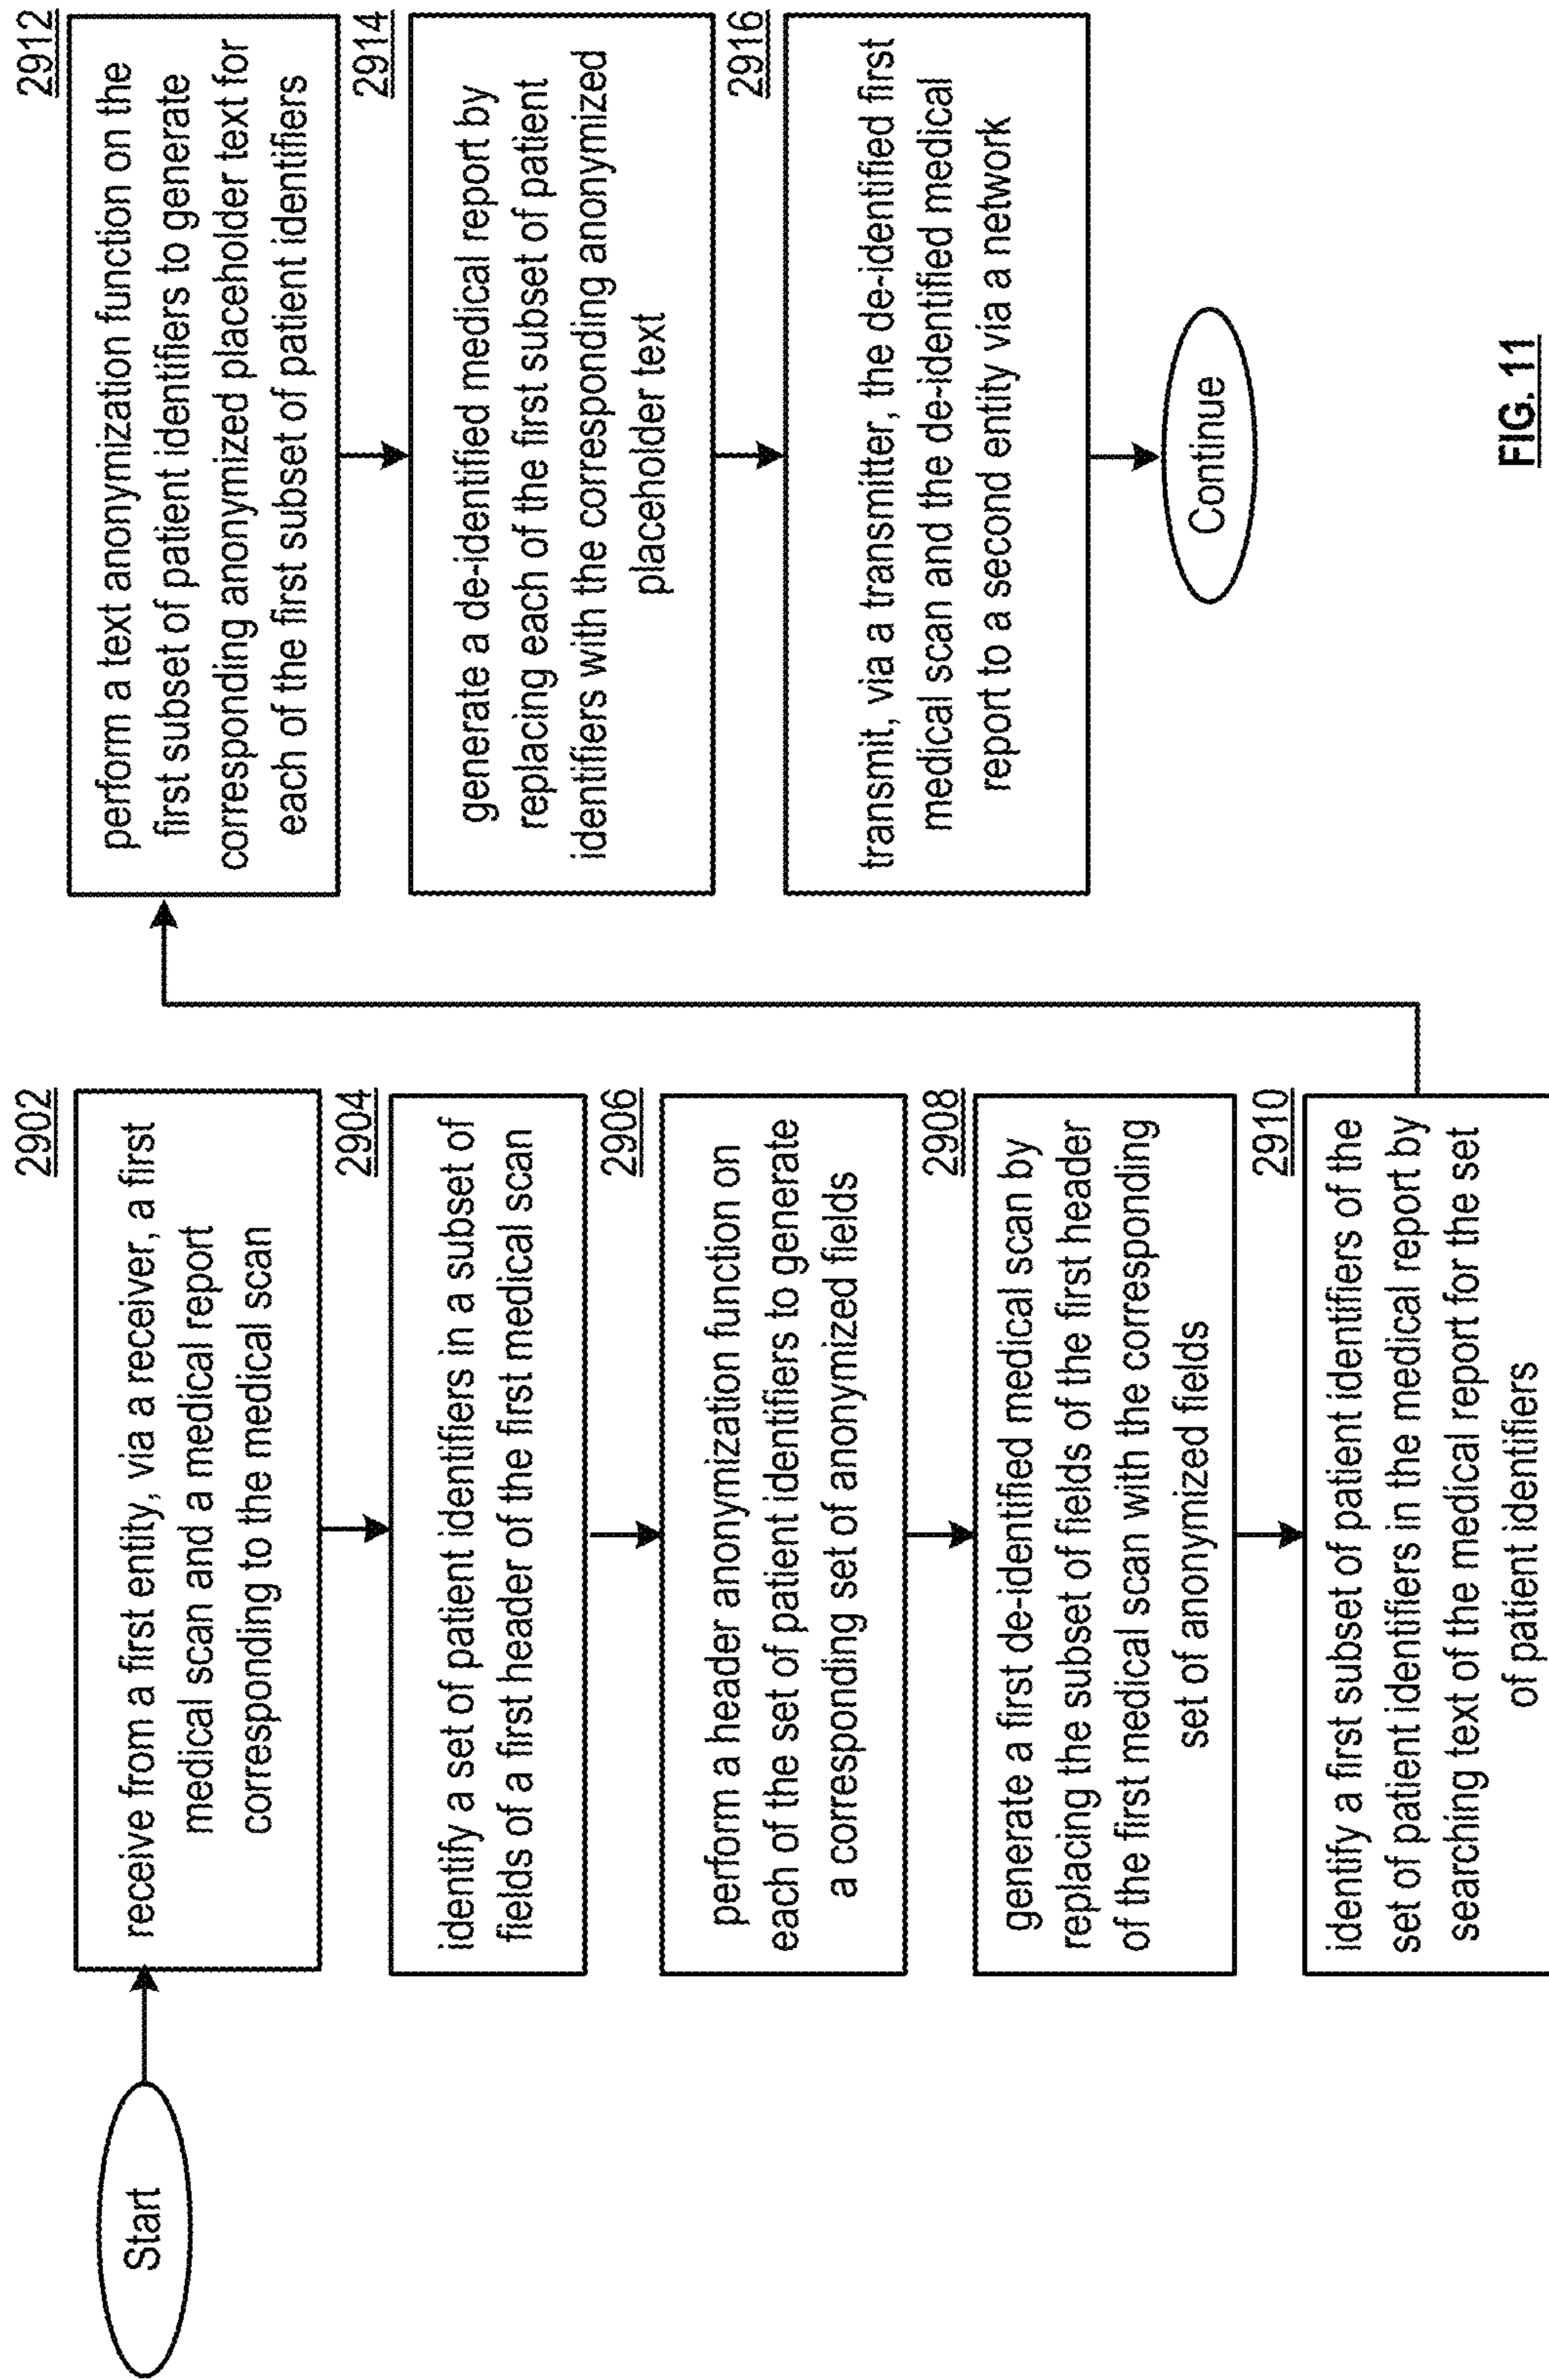 Start
2902
receive from a first entity, via a receiver, a first
medical scan and a medical report
corresponding to the medical scan
2904
identify a set of patient identifiers in a subset of
fields of a first header of the first medical scan
2906
perform a header anonymization function on
each of the set of patient identifiers to generate
a corresponding set of anonymized fields
2908
generate a first de-identified medical scan by
replacing the subset of fields of the first header
of the first medical scan with the corresponding
set of anonymized fields
2910
identify a first subset of patient identifiers of the
set of patient identifiers in the medical report by
searching text of the medical report for the set
of patient identifiers
2912
perform a text anonymization function on the
first subset of patient identifiers to generate
corresponding anonymized placeholder text for
each of the first subset of patient identifiers
2914
generate a de-identified medical report by
replacing each of the first subset of patient
identifiers with the corresponding anonymized
placeholder text
2916
transmit, via a transmitter, the de-identified first
medical scan and the de-identified medical
report to a second entity via a network
Continue
FIG. 11